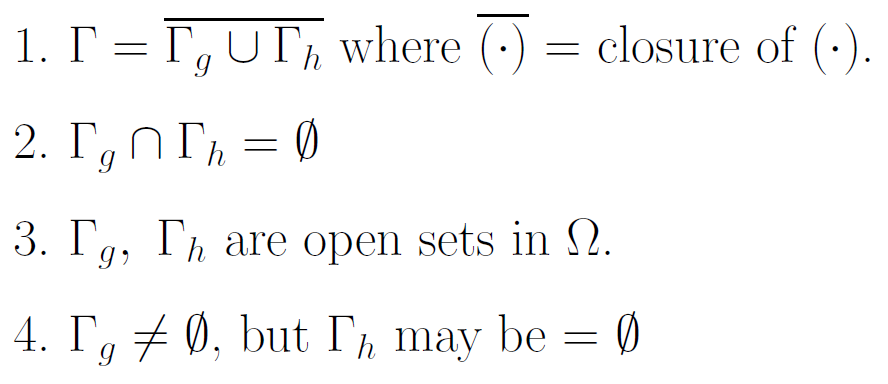 1. Γ = \overline{Γ_g ∪ Γ_h} where \overline{(·)} = closure of (·).
2. Γ_g ∩ Γ_h = ∅
3. Γ_g, Γ_h are open sets in Ω.
4. Γ_g ≠ ∅, but Γ_h may be = ∅